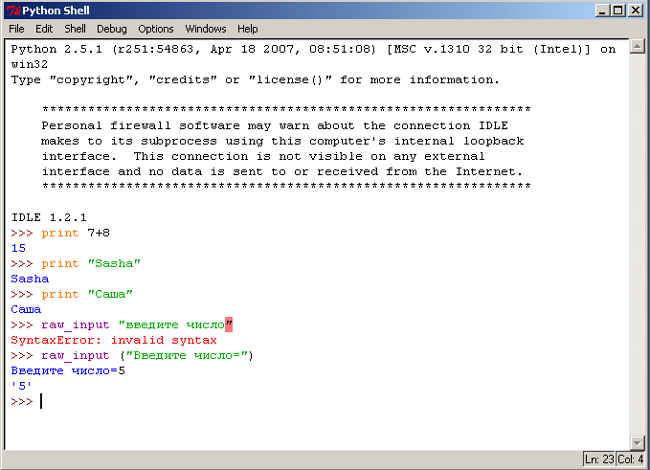 Python Shell
File Edit Shell Debug Options Windows Help
Python 2.5.1 (r251:54863, Apr 18 2007, 08:51:08) [MSC v.1310 32 bit (Intel)] on
win32
Type "copyright", "credits" or "license()" for more information.
****************************************************************
Personal firewall software may warn about the connection IDLE
makes to its subprocess using this computer's internal loopback
interface.  This connection is not visible on any external
interface and no data is sent to or received from the Internet.
****************************************************************
IDLE 1.2.1
>>> print 7+8
15
>>> print "Sasha"
Sasha
>>> print "Саша"
Саша
>>> raw_input "введите число"
SyntaxError: invalid syntax
>>> raw_input ("Введите число=")
Введите число=5
'5'
>>>
Ln: 23 Col: 4